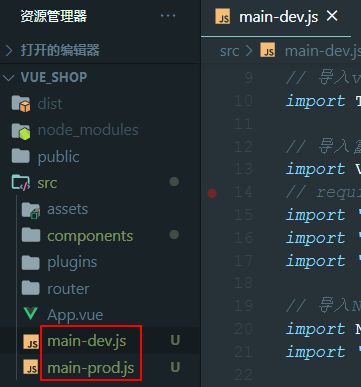 资源管理器
打开的编辑器
VUE_SHOP
dist
node_modules
public
src
assets
components
plugins
router
App.vue
main-dev.js U
main-prod.js U
main-dev.js
src > main-dev.js
9 // 导入v
10 import T
11
12 // 导入富
13 import V
14 // requi
15 import '
16 import '
17 import '
18
19 // 导入N
20 import N
21 import '
22